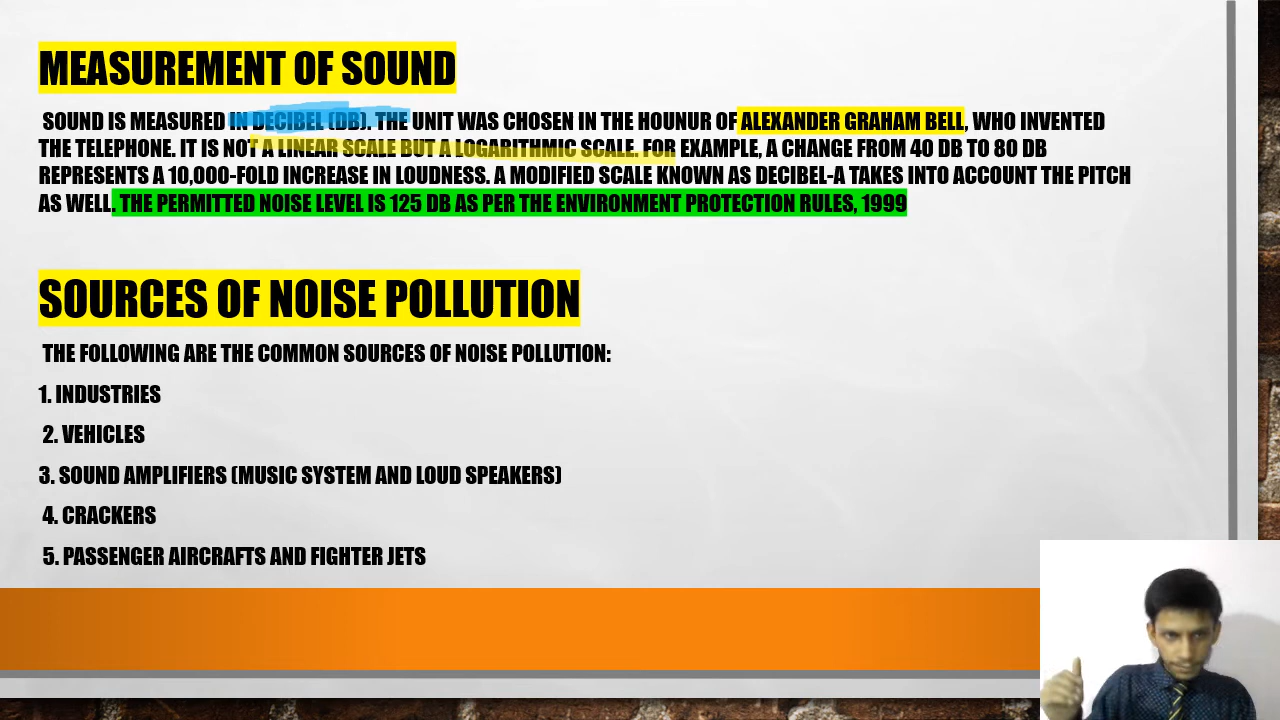 MEASUREMENT OF SOUND
SOUND IS MEASURED IN DECIBEL (DB). THE UNIT WAS CHOSEN IN THE HOUNUR OF ALEXANDER GRAHAM BELL, WHO INVENTED
THE TELEPHONE. IT IS NOT A LINEAR SCALE BUT A LOGARITHMIC SCALE. FOR EXAMPLE, A CHANGE FROM 40 DB TO 80 DB
REPRESENTS A 10,000-FOLD INCREASE IN LOUDNESS. A MODIFIED SCALE KNOWN AS DECIBEL-A TAKES INTO ACCOUNT THE PITCH
AS WELL. THE PERMITTED NOISE LEVEL IS 125 DB AS PER THE ENVIRONMENT PROTECTION RULES, 1999
SOURCES OF NOISE POLLUTION
THE FOLLOWING ARE THE COMMON SOURCES OF NOISE POLLUTION:
1. INDUSTRIES
2. VEHICLES
3. SOUND AMPLIFIERS (MUSIC SYSTEM AND LOUD SPEAKERS)
4. CRACKERS
5. PASSENGER AIRCRAFTS AND FIGHTER JETS